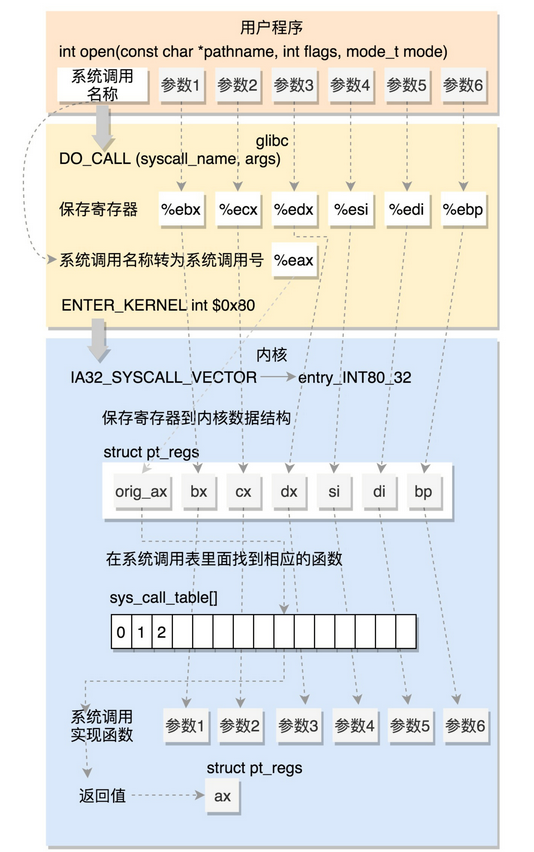 用户程序
int open(const char *pathname, int flags, mode_t mode)
系统调用
名称
参数1 参数2 参数3 参数4 参数5 参数6
glibc
DO_CALL (syscall_name, args)
保存寄存器 %ebx %ecx %edx %esi %edi %ebp
系统调用名称转为系统调用号 %eax
ENTER_KERNEL int $0x80
内核
IA32_SYSCALL_VECTOR entry_INT80_32
保存寄存器到内核数据结构
struct pt_regs
orig_ax bx cx dx si di bp
在系统调用表里面找到相应的函数
sys_call_table[]
0 1 2
系统调用
实现函数
参数1 参数2 参数3 参数4 参数5 参数6
struct pt_regs
返回值 ax